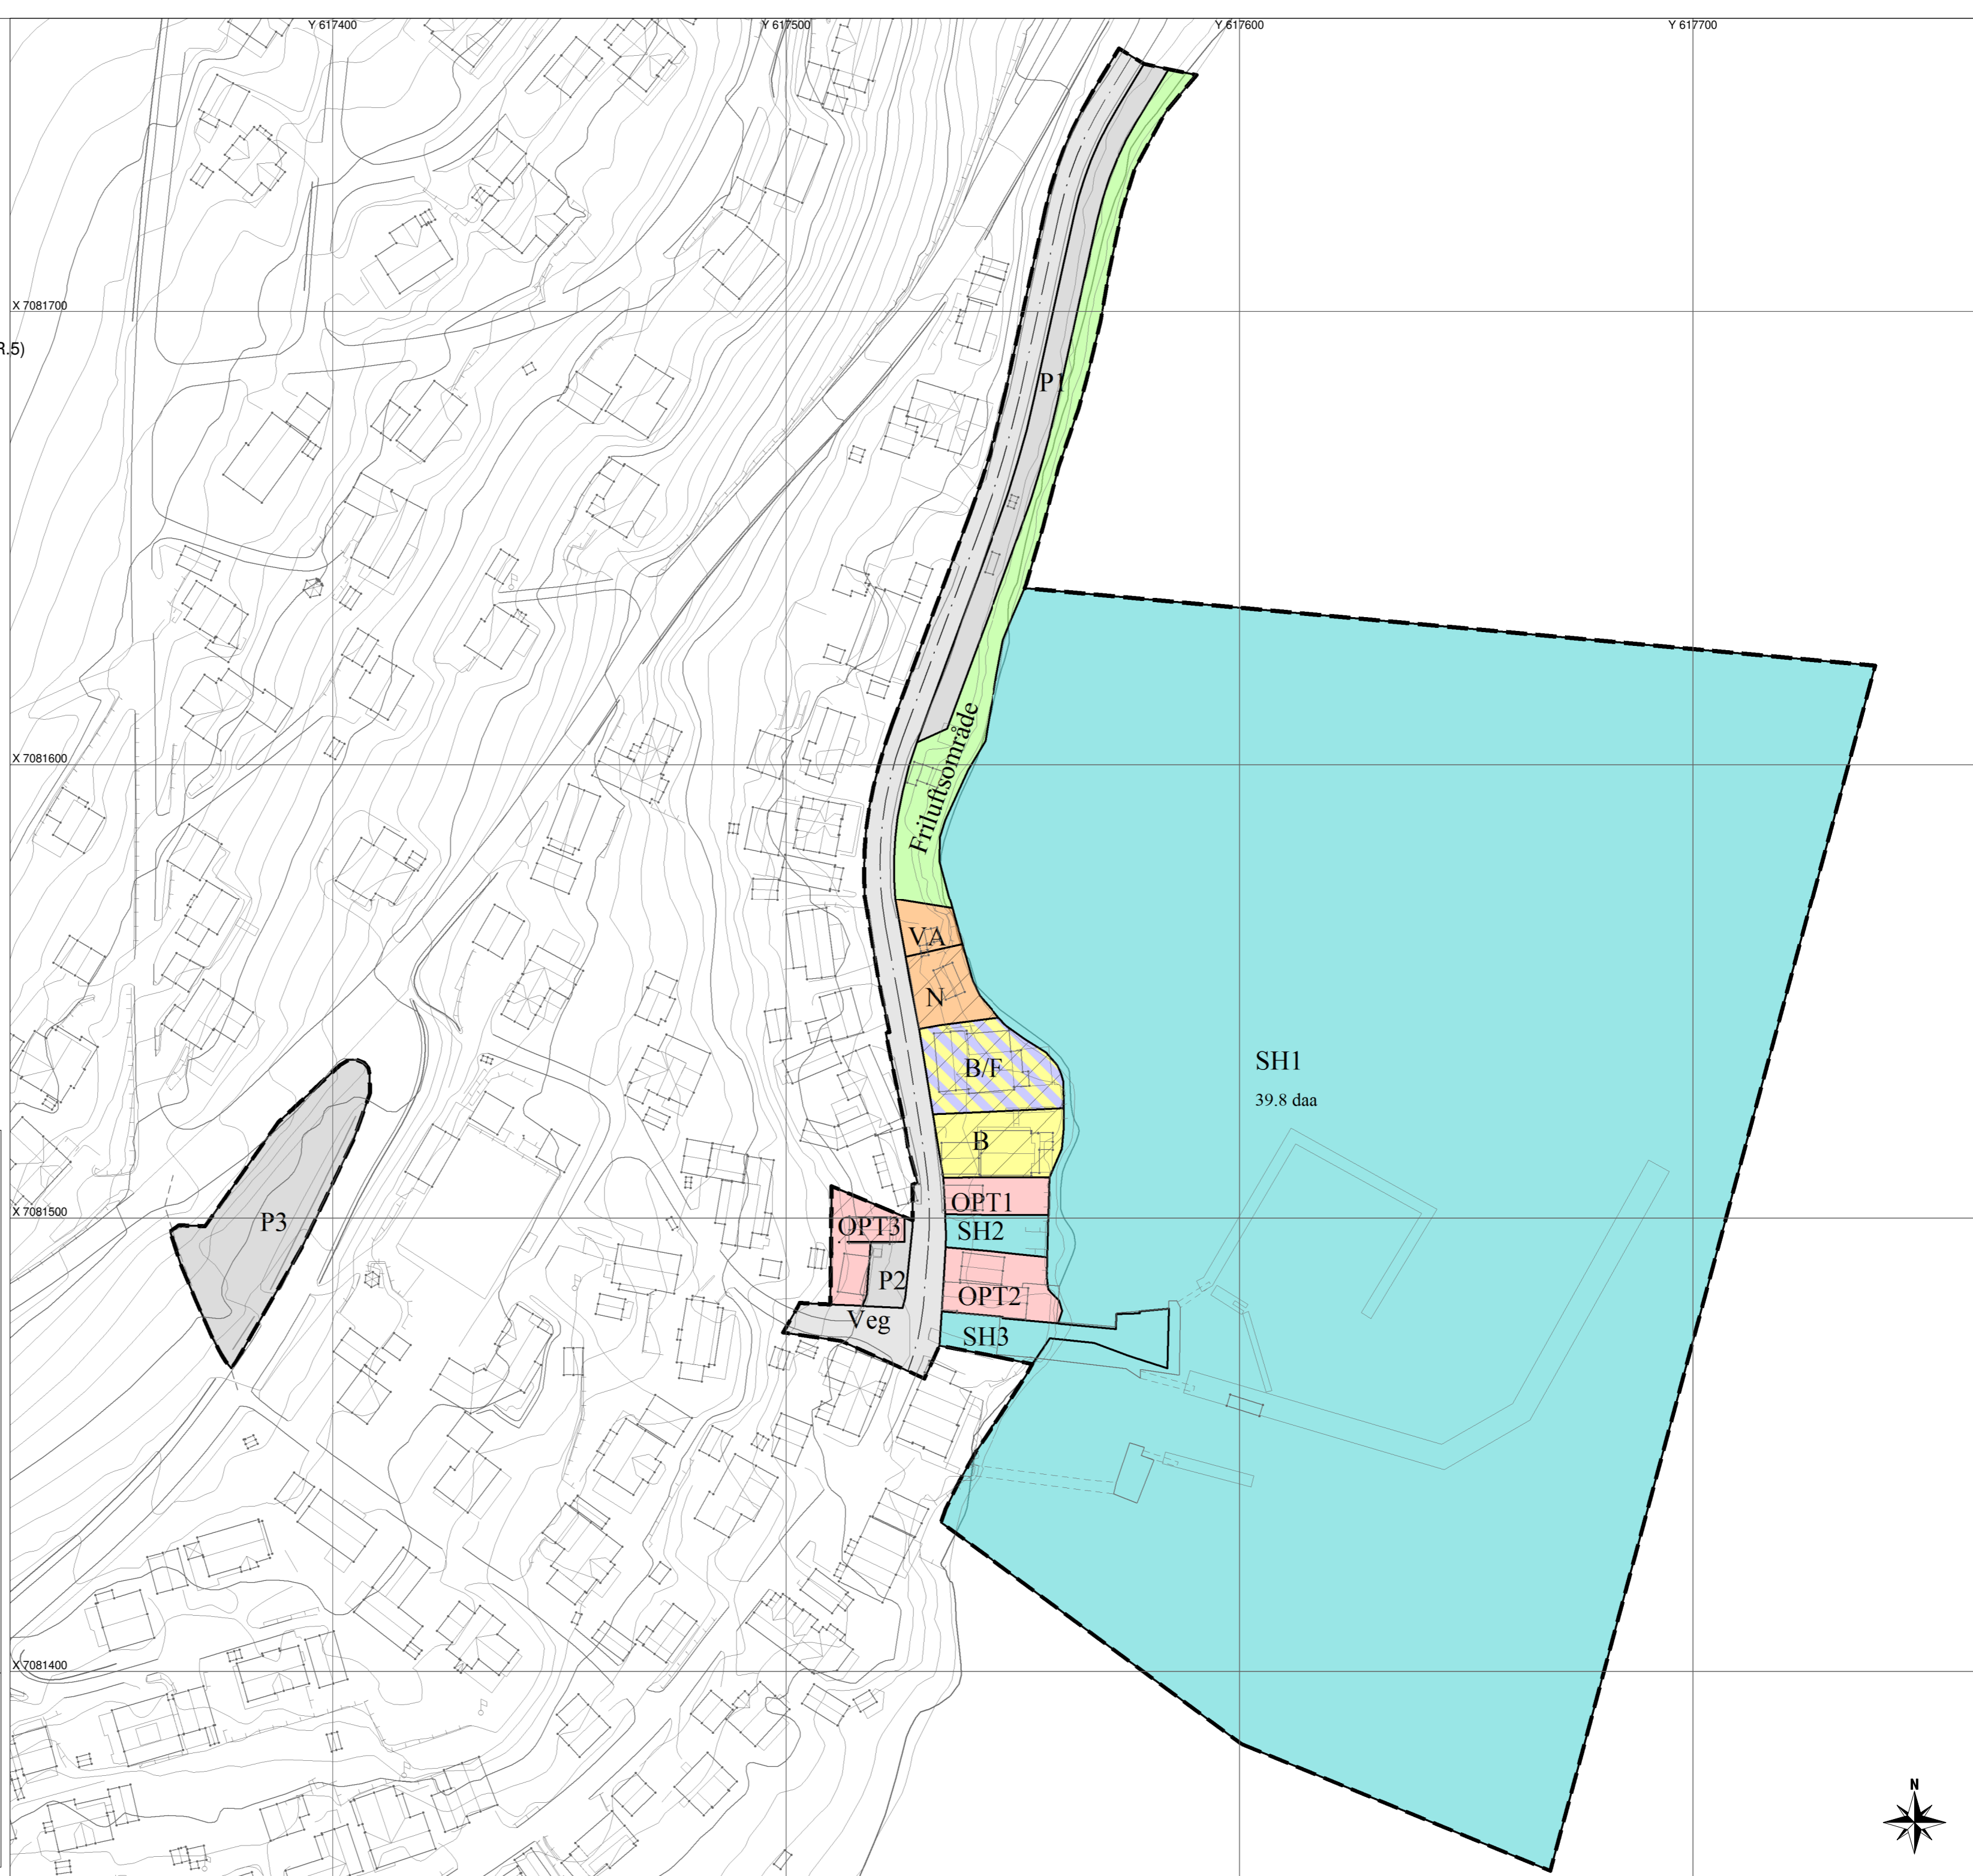 Y 617400
Y 617500
Y 617600
Y 617700
X 7081700
R.5)
P1
X 7081600
Friluftsområde
VA
N
B/F
SH1
39.8 daa
B
OPT1
X 7081500
P3
OPT3
SH2
P2
OPT2
Veg
SH3
X 7081400
N